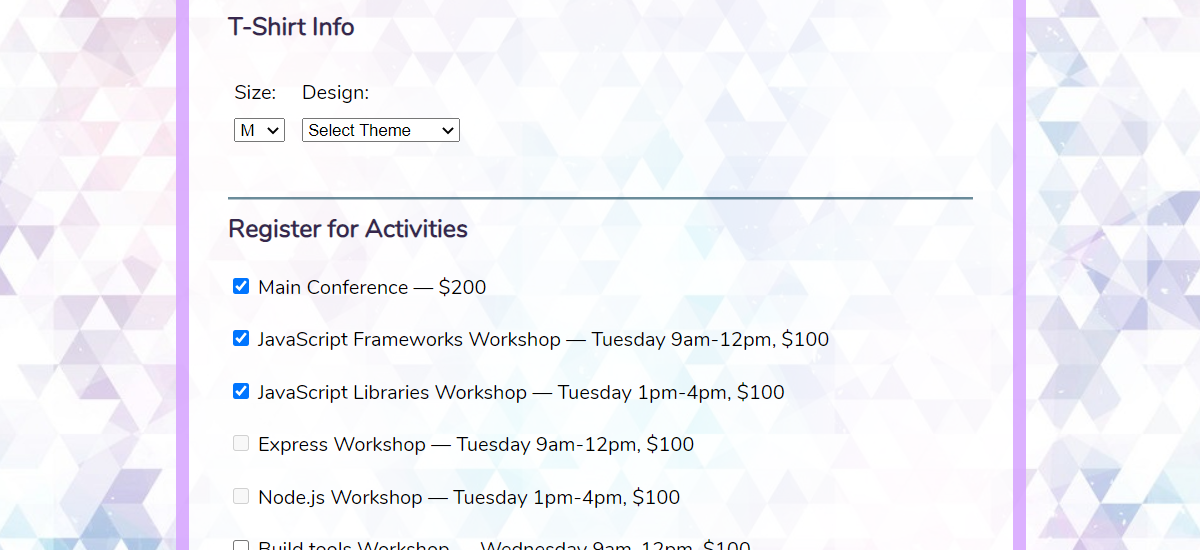 T-Shirt Info
Size: Design:
M Select Theme
Register for Activities
Main Conference — $200
JavaScript Frameworks Workshop — Tuesday 9am-12pm, $100
JavaScript Libraries Workshop — Tuesday 1pm-4pm, $100
Express Workshop — Tuesday 9am-12pm, $100
Node.js Workshop — Tuesday 1pm-4pm, $100
Build tools Workshop — Wednesday 9am-12pm, $100